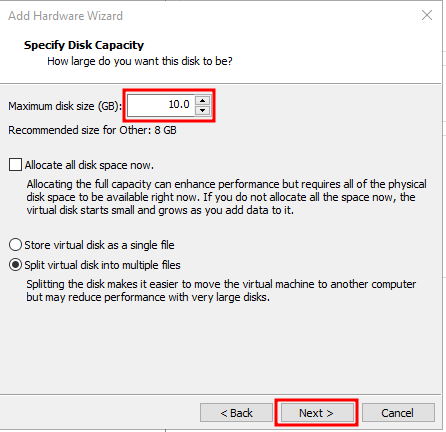 Add Hardware Wizard
Specify Disk Capacity
How large do you want this disk to be?
Maximum disk size (GB): 10.0
Recommended size for Other: 8 GB
Allocate all disk space now.
Allocating the full capacity can enhance performance but requires all of the physical
disk space to be available right now. If you do not allocate all the space now, the
virtual disk starts small and grows as you add data to it.
Store virtual disk as a single file
Split virtual disk into multiple files
Splitting the disk makes it easier to move the virtual machine to another computer
but may reduce performance with very large disks.
< Back Next > Cancel